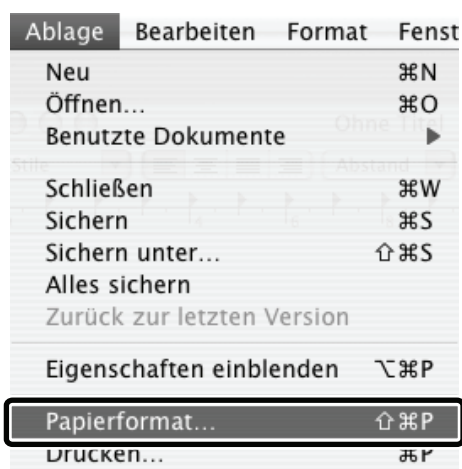 Ablage Bearbeiten Format Fenst
Neu ⌘N
Öffnen... ⌘O
Benutzte Dokumente ▶
Ohne Titel
Stile Abstand
Schließen ⌘W
Sichern ⌘S
Sichern unter... ⇧⌘S
Alles sichern
Zurück zur letzten Version
Eigenschaften einblenden ⌥⌘P
Papierformat... ⇧⌘P
Drucken... ⌘P